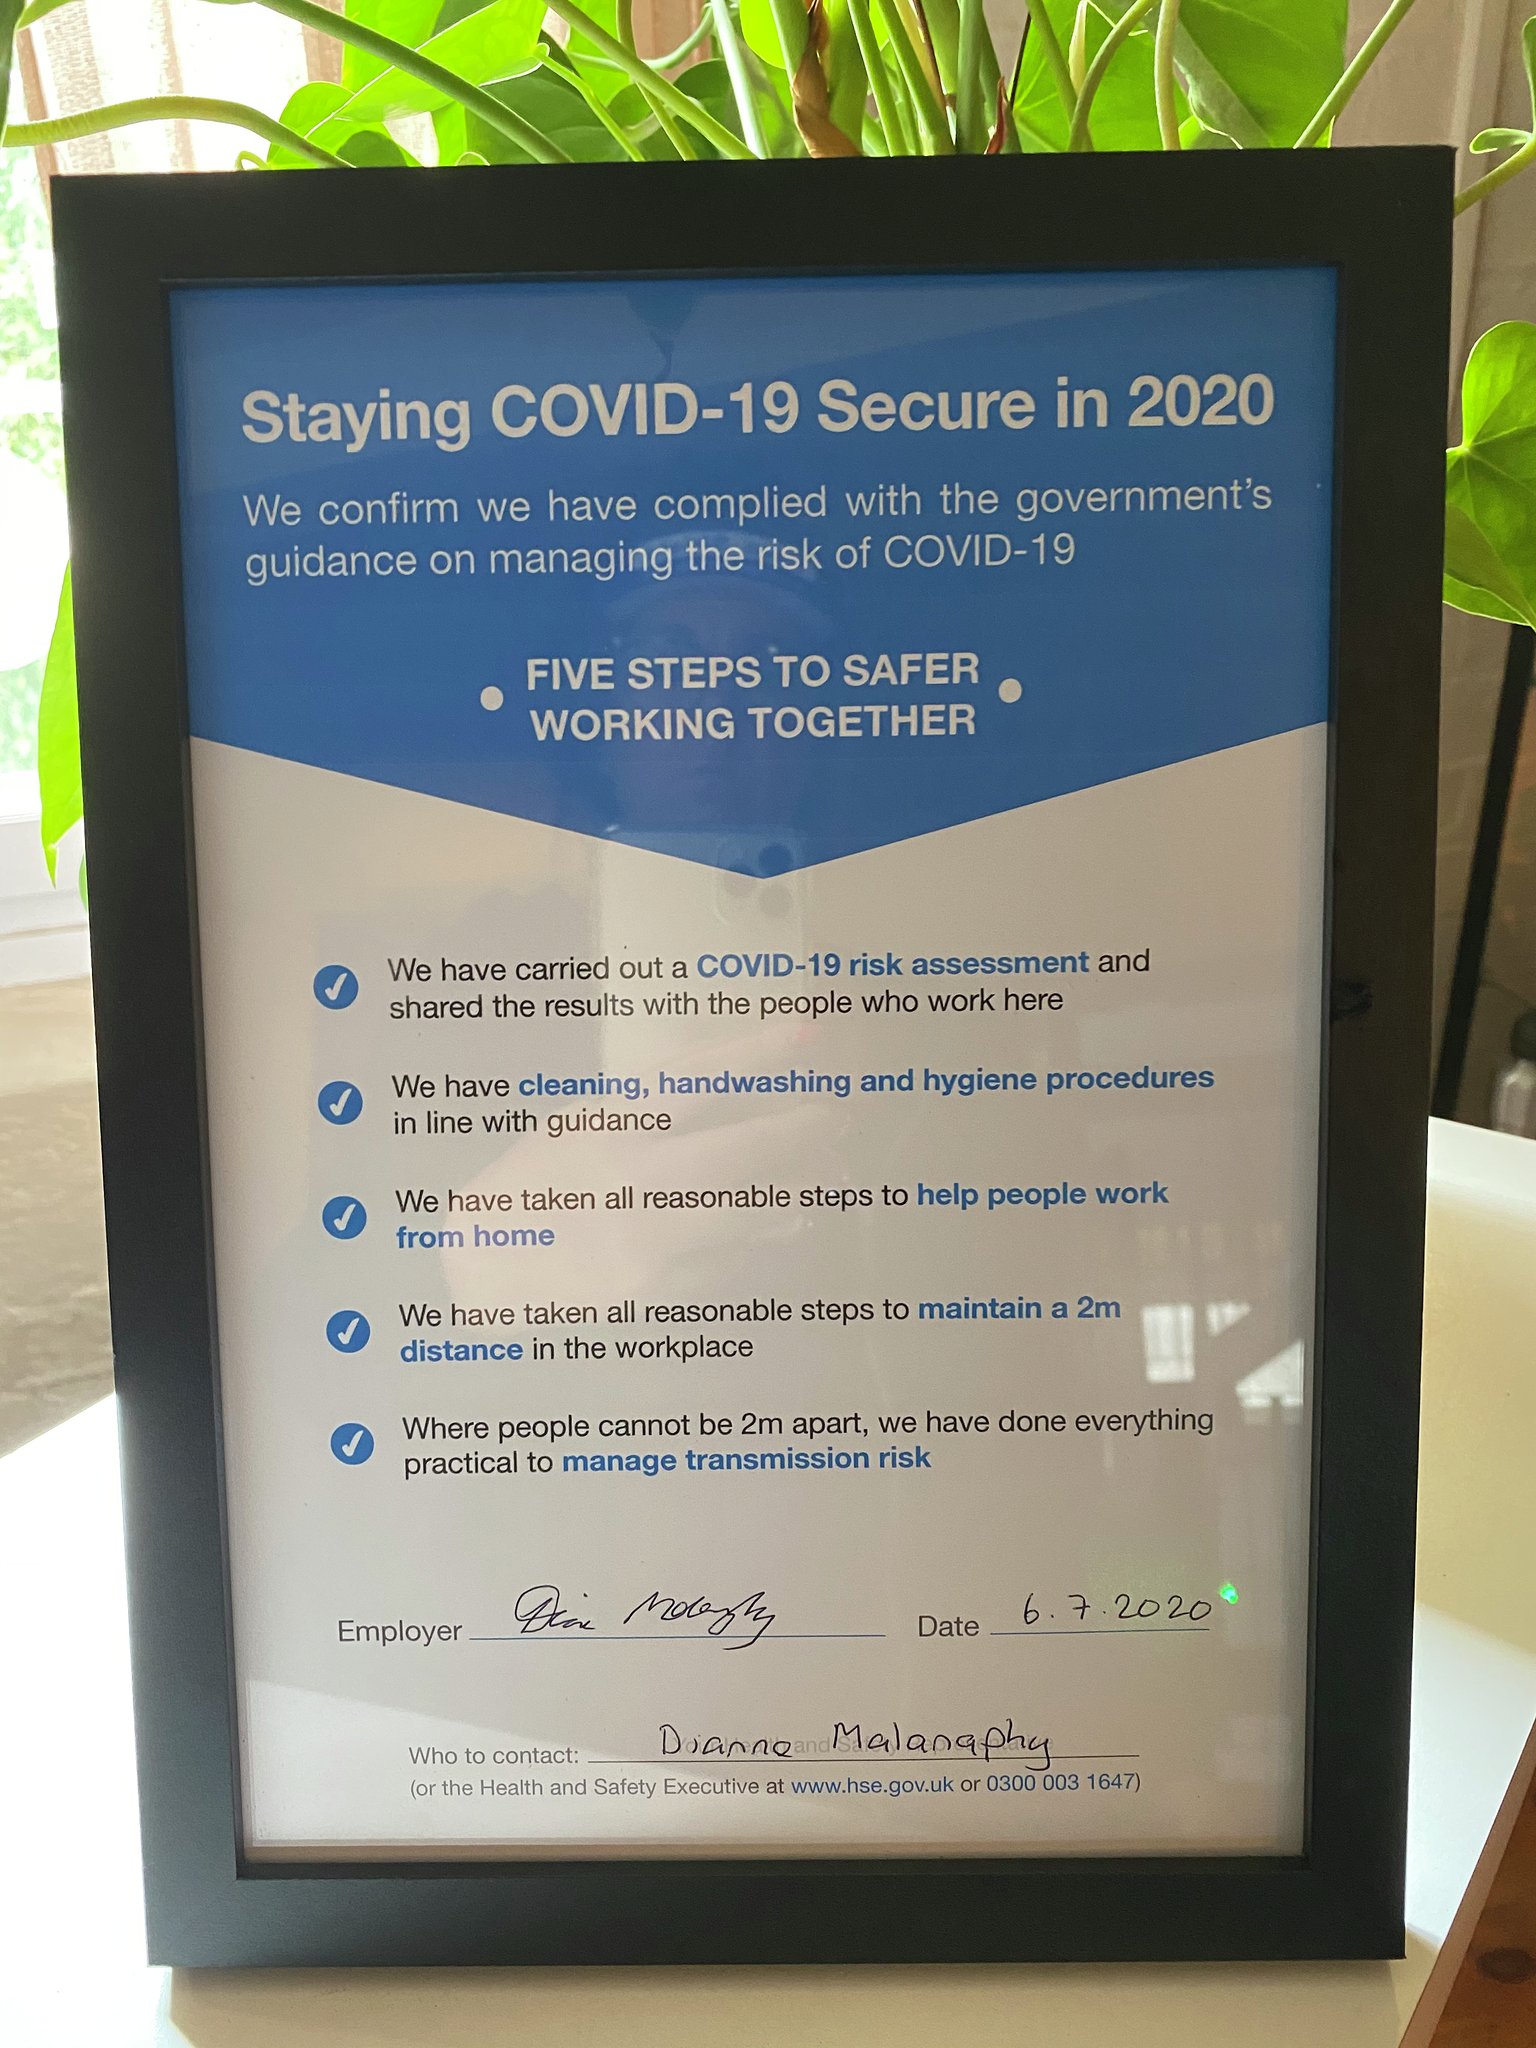 Staying COVID-19 Secure in 2020
We confirm we have complied with the government's
guidance on managing the risk of COVID-19
FIVE STEPS TO SAFER
WORKING TOGETHER
We have carried out a COVID-19 risk assessment and
shared the results with the people who work here
We have cleaning, handwashing and hygiene procedures
in line with guidance
We have taken all reasonable steps to help people work
from home
We have taken all reasonable steps to maintain a 2m
distance in the workplace
Where people cannot be 2m apart, we have done everything
practical to manage transmission risk
Employer Date 6.7.2020
Who to contact: Dianne Malanaphy
(or the Health and Safety Executive at www.hse.gov.uk or 0300 003 1647)